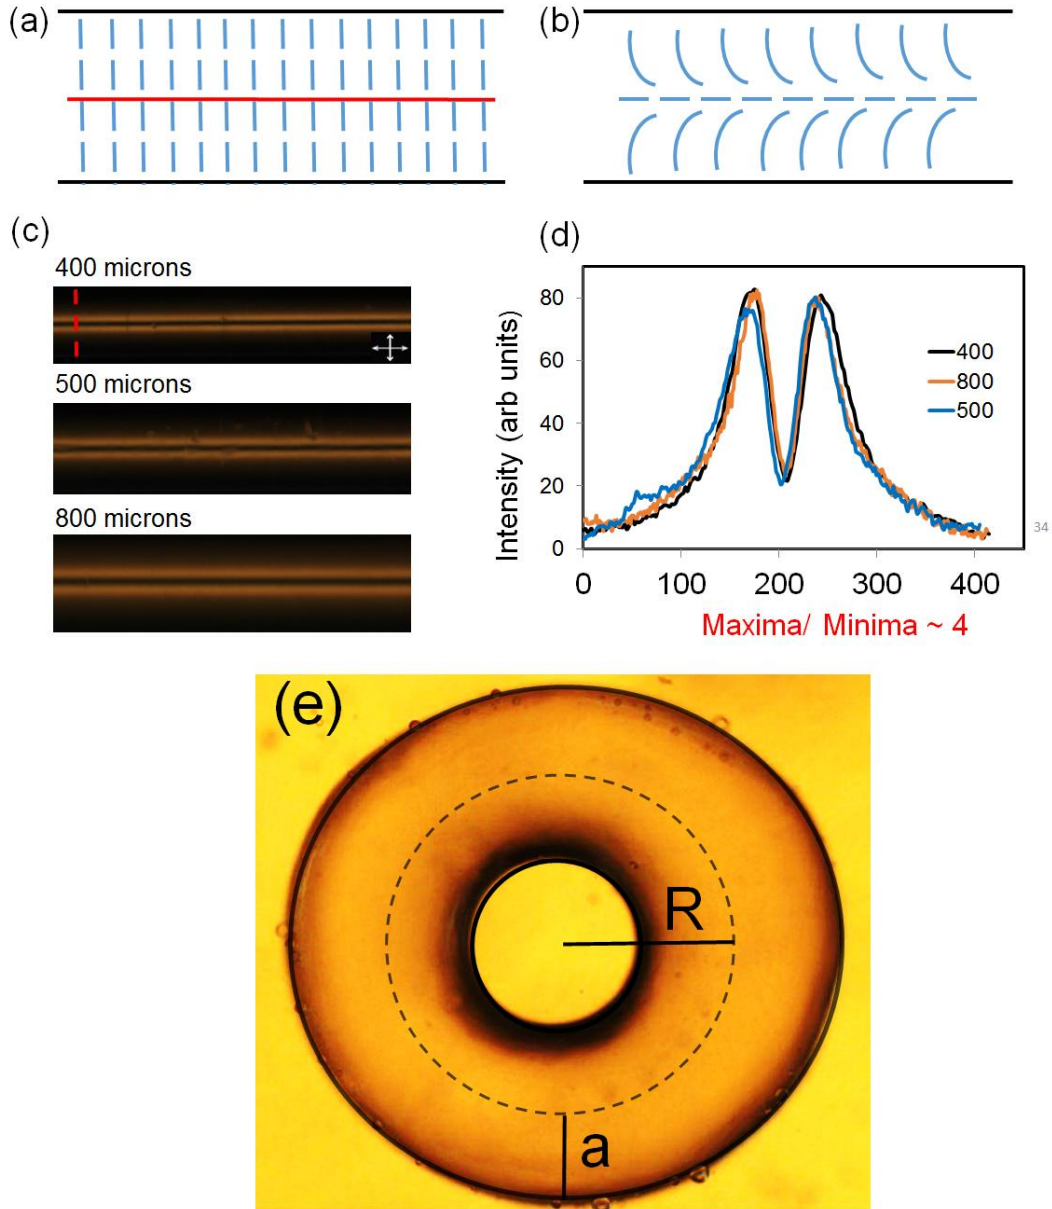 (a)
(b)
(c)
400 microns
500 microns
800 microns
(d)
Intensity (arb units)
80
60
40
20
0
0 100 200 300 400
400
800
500
Maxima/ Minima ~ 4
34
(e)
R
a